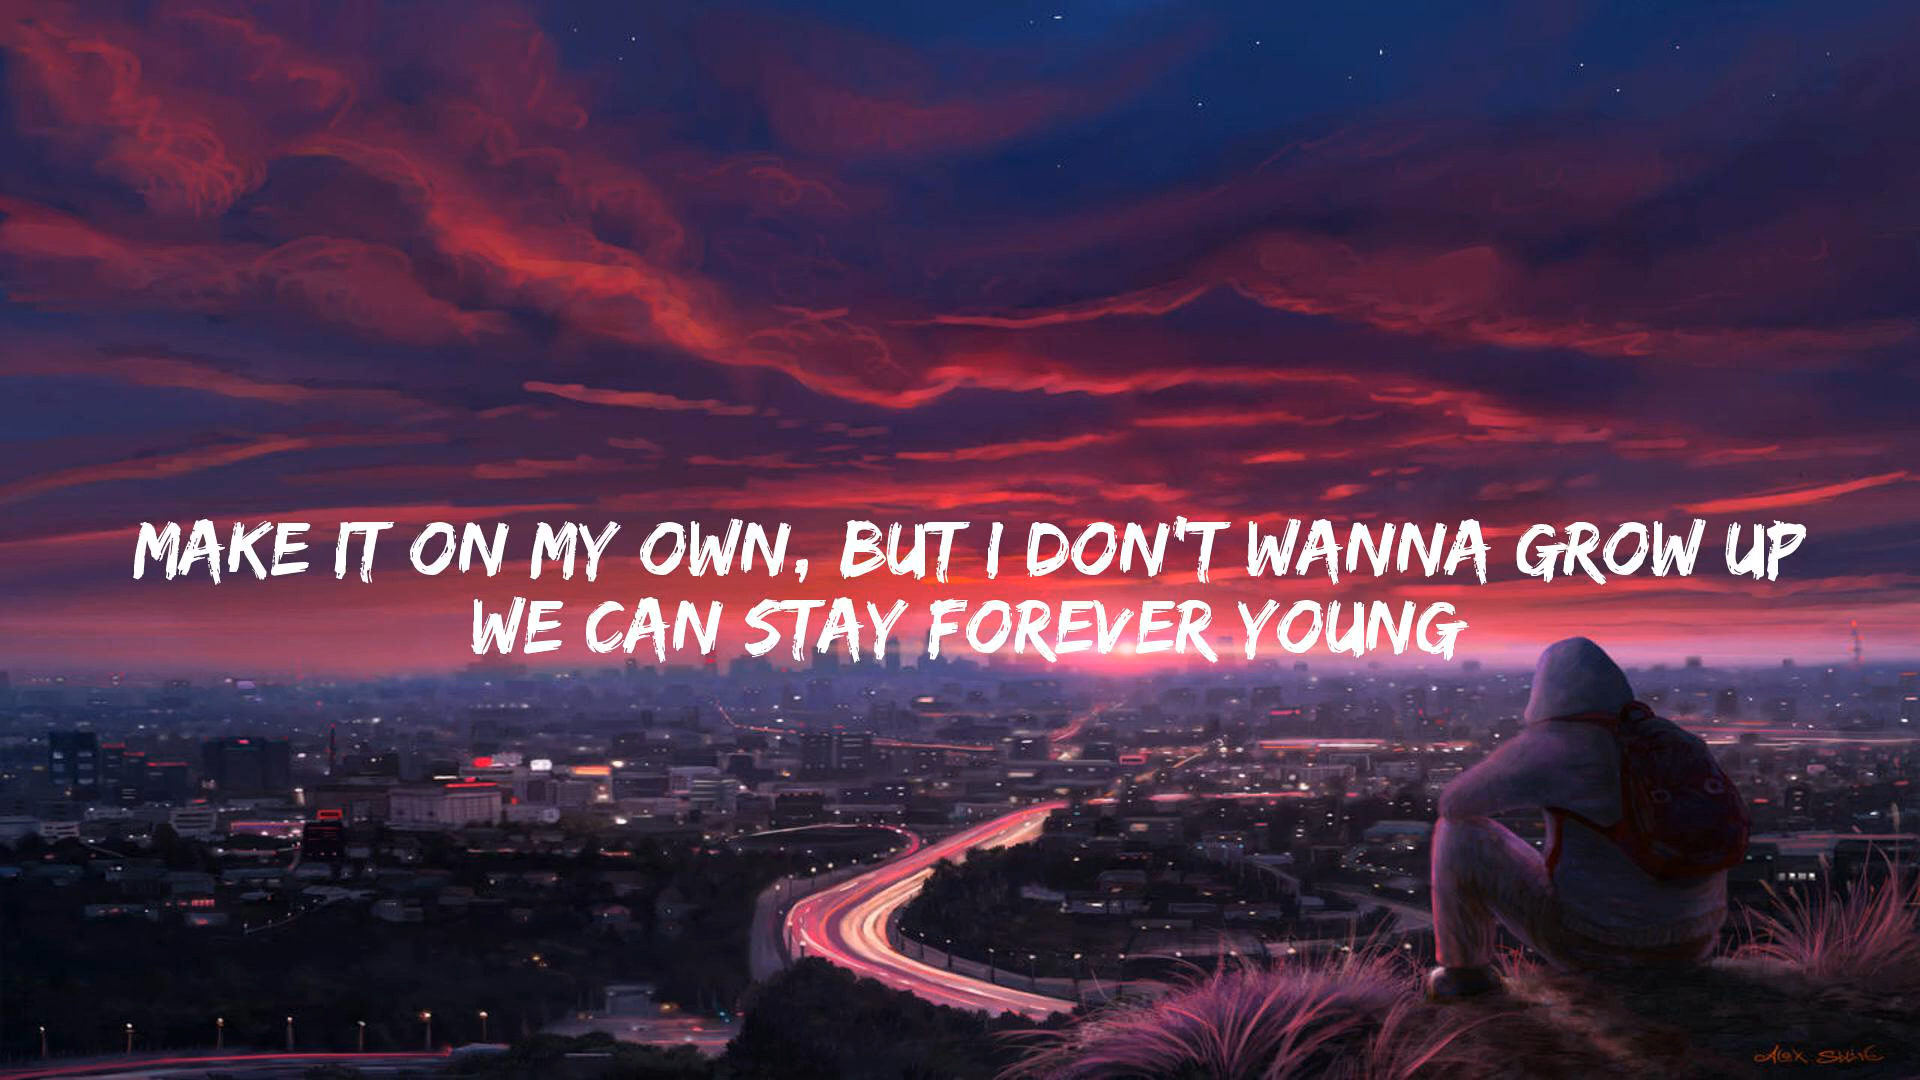 MAKE IT ON MY OWN, BUT I DON'T WANNA GROW UP
WE CAN STAY FOREVER YOUNG